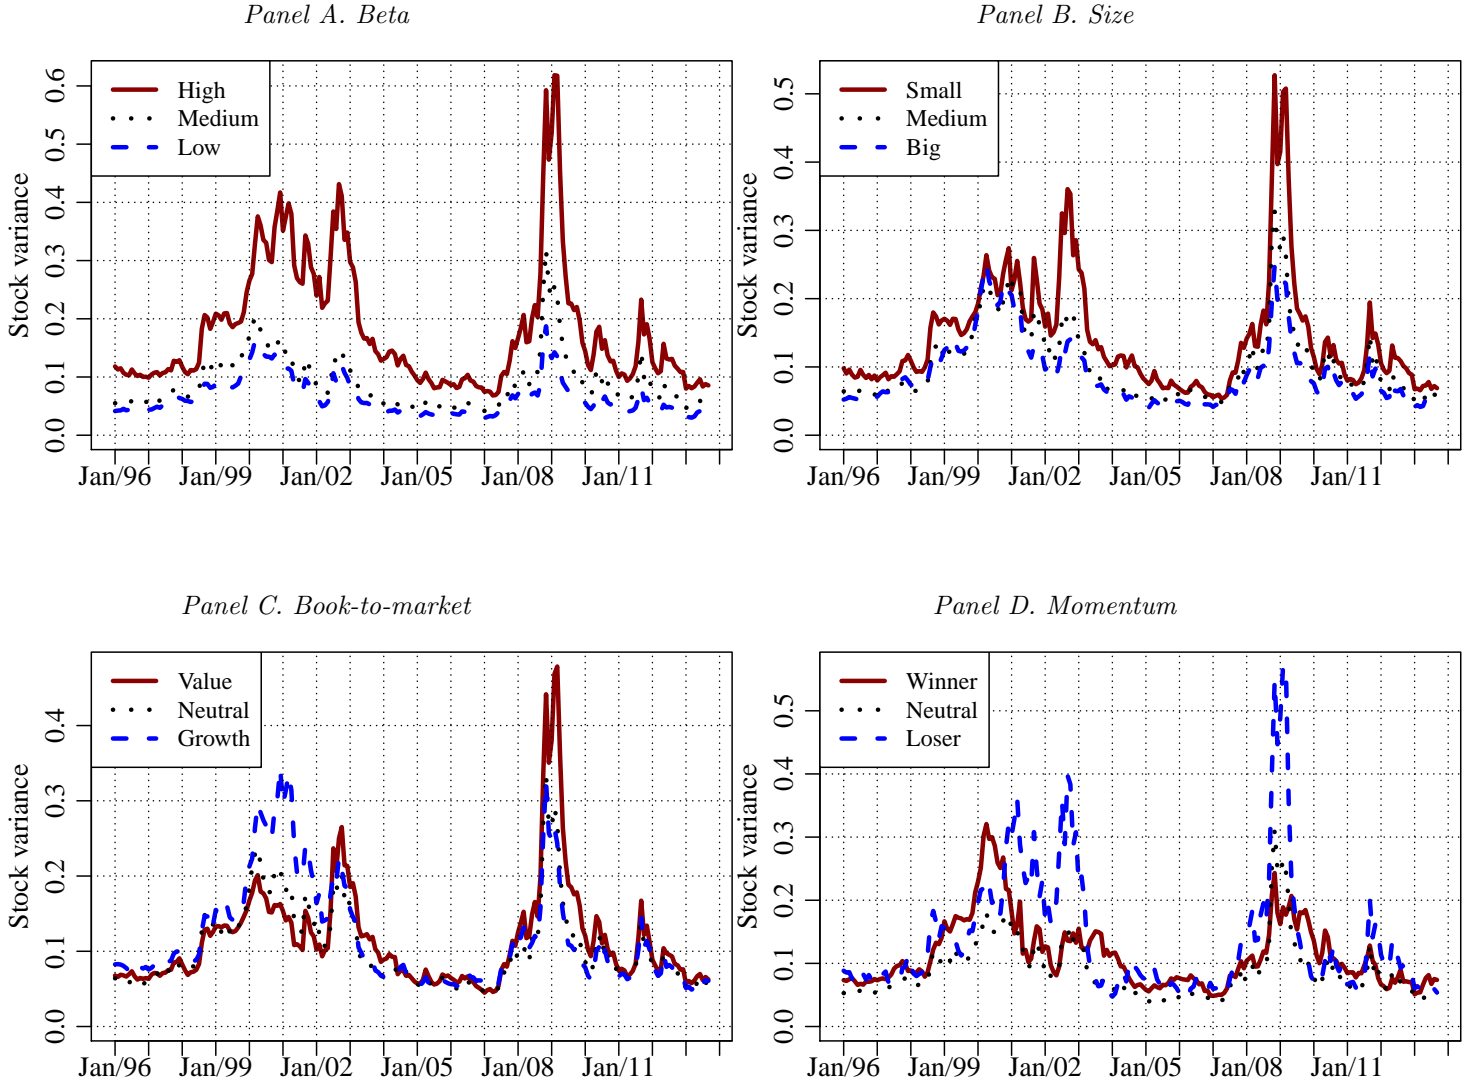 Panel A. Beta
High
Medium
Low
Stock variance
0.0 0.1 0.2 0.3 0.4 0.5 0.6
Jan/96 Jan/99 Jan/02 Jan/05 Jan/08 Jan/11
Panel B. Size
Small
Medium
Big
Stock variance
0.0 0.1 0.2 0.3 0.4 0.5
Jan/96 Jan/99 Jan/02 Jan/05 Jan/08 Jan/11
Panel C. Book-to-market
Value
Neutral
Growth
Stock variance
0.0 0.1 0.2 0.3 0.4
Jan/96 Jan/99 Jan/02 Jan/05 Jan/08 Jan/11
Panel D. Momentum
Winner
Neutral
Loser
Stock variance
0.0 0.1 0.2 0.3 0.4 0.5
Jan/96 Jan/99 Jan/02 Jan/05 Jan/08 Jan/11